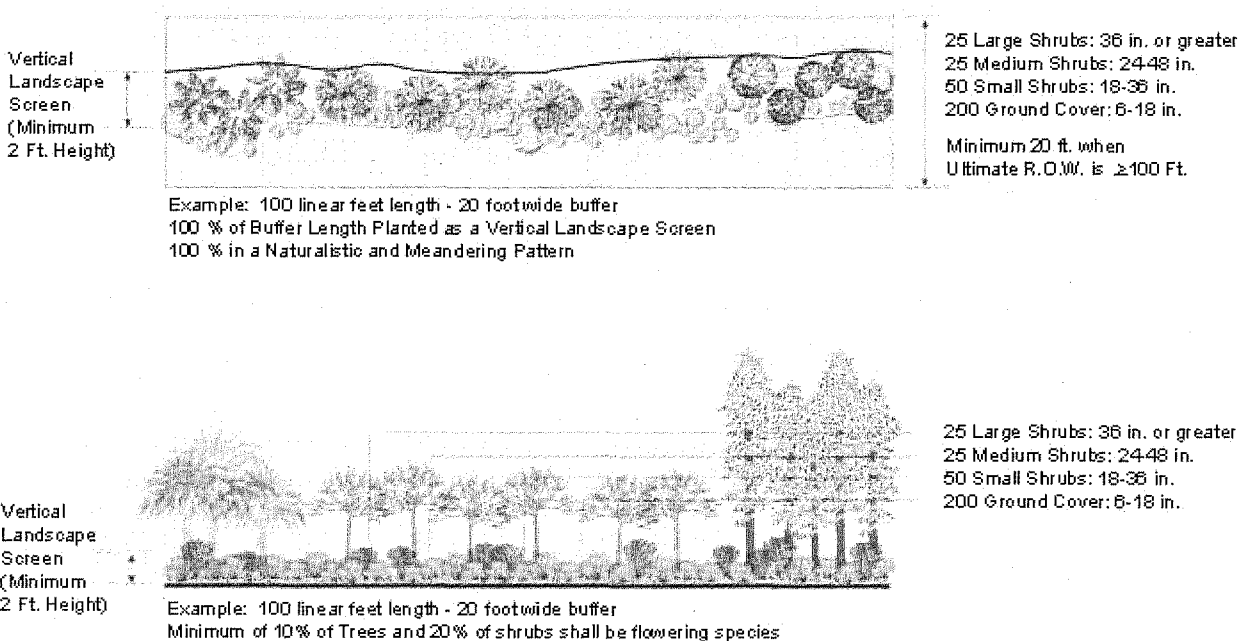 Vertical
Landscape
Screen
(Minimum
2 Ft. Height)
25 Large Shrubs: 36 in. or greater
25 Medium Shrubs: 24-48 in.
50 Small Shrubs: 18-36 in.
200 Ground Cover: 6-18 in.
Minimum 20 ft. when
Ultimate R.O.W. is ≥100 Ft.
Example: 100 linear feet length - 20 foot wide buffer
100 % of Buffer Length Planted as a Vertical Landscape Screen
100 % in a Naturalistic and Meandering Pattern
25 Large Shrubs: 36 in. or greater
25 Medium Shrubs: 24-48 in.
50 Small Shrubs: 18-36 in.
200 Ground Cover: 6-18 in.
Vertical
Landscape
Screen
(Minimum
2 Ft. Height)
Example: 100 linear feet length - 20 foot wide buffer
Minimum of 10% of Trees and 20% of shrubs shall be flowering species